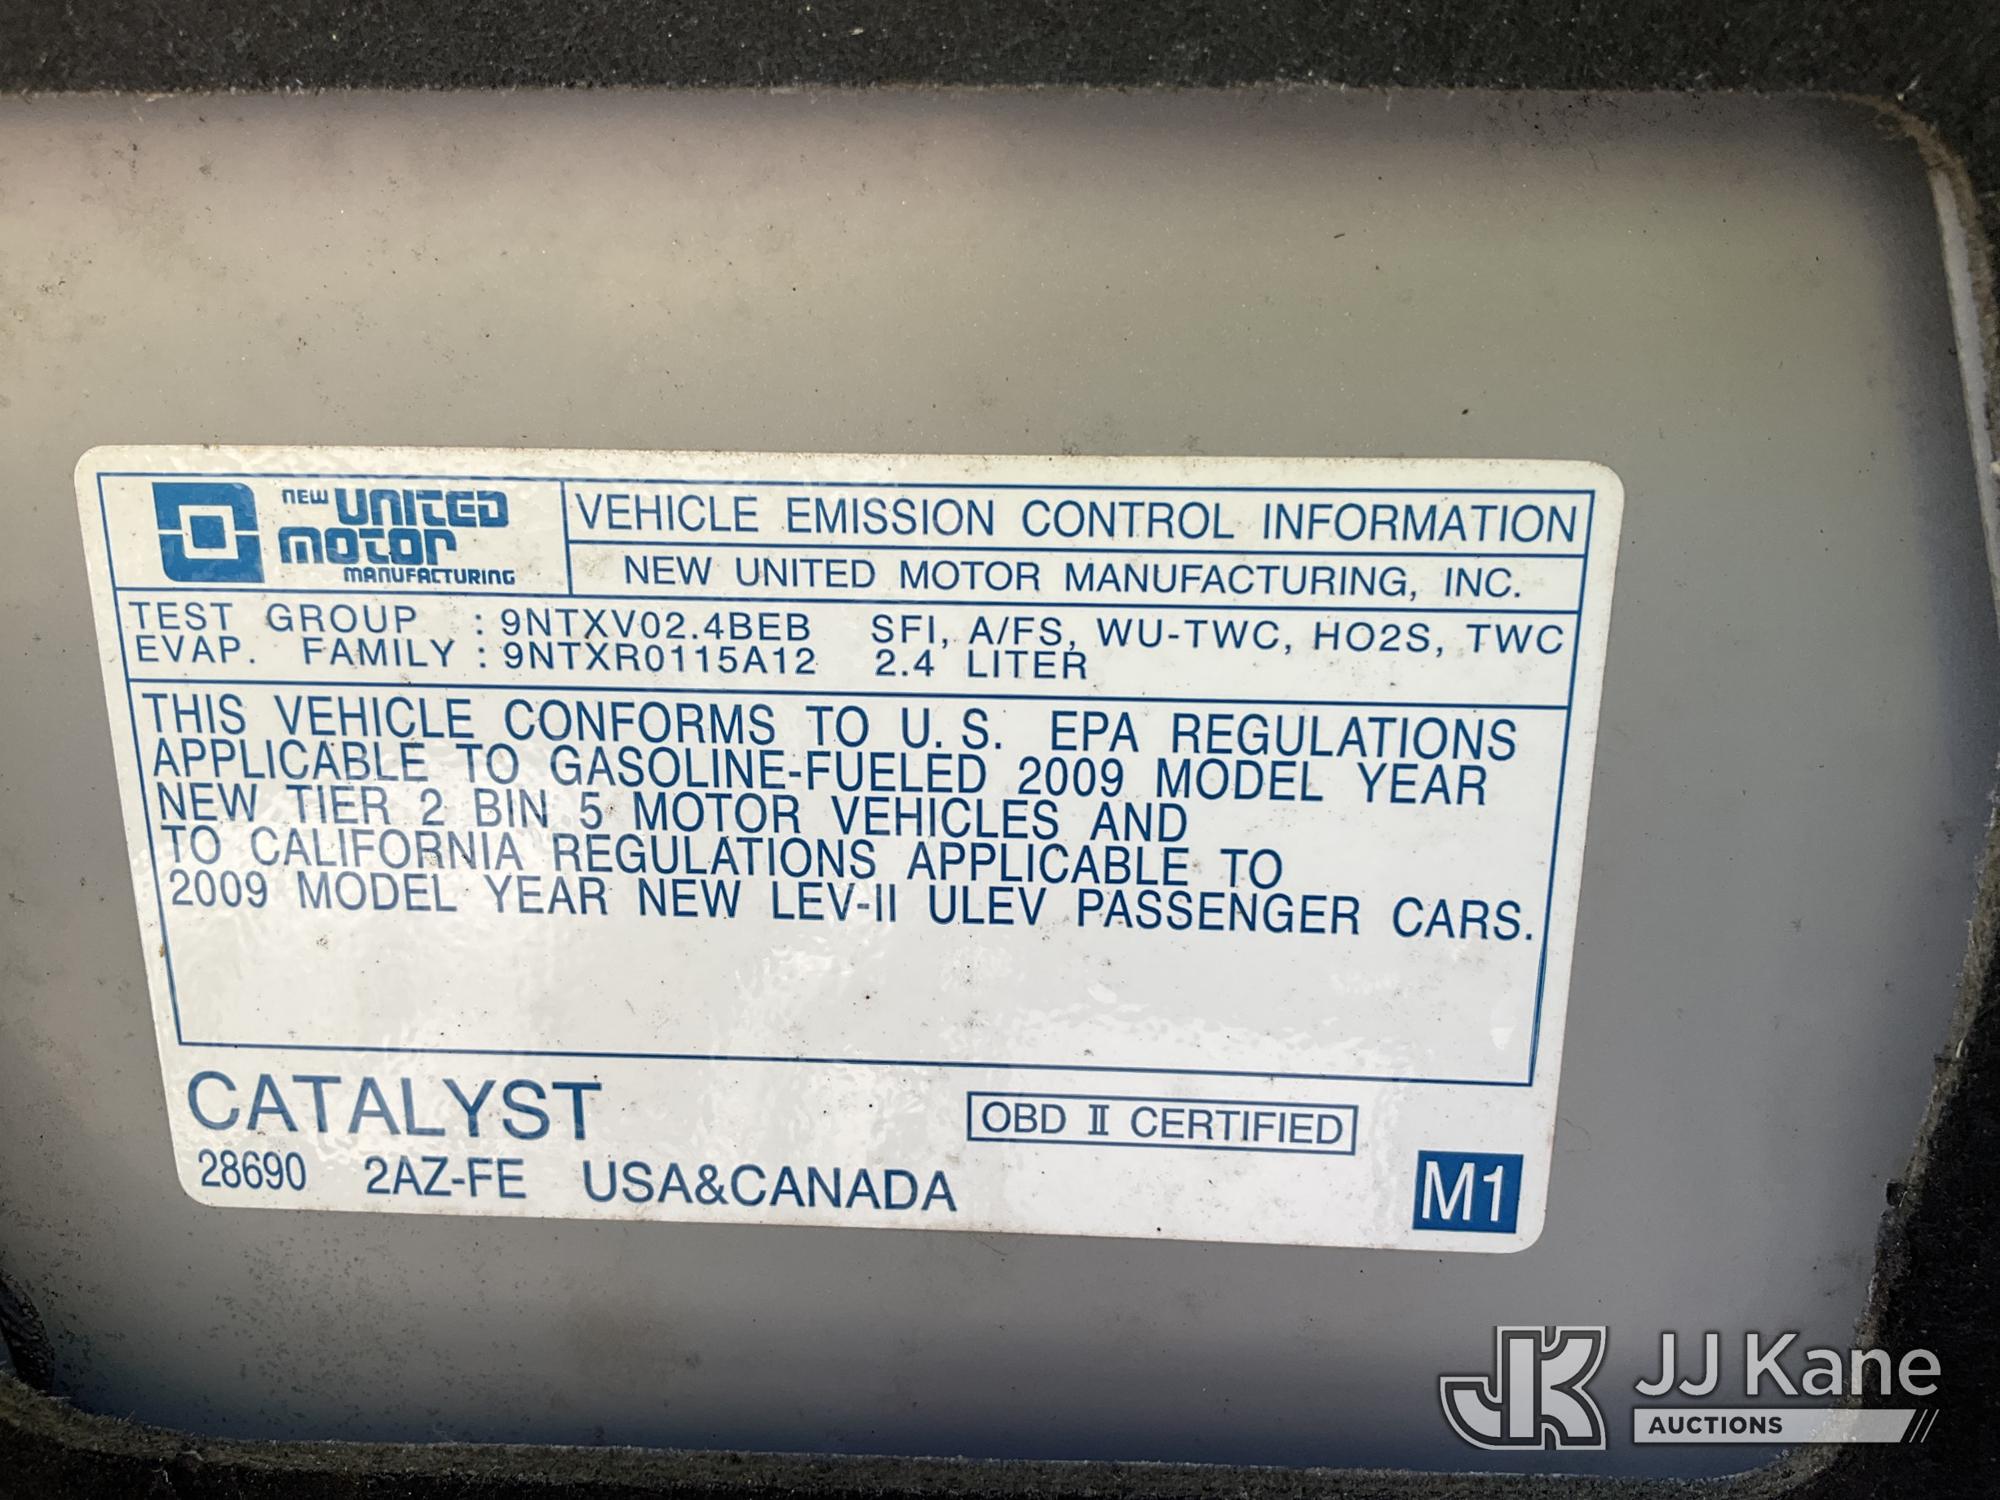 NEW UNITED
MOTOR
MANUFACTURING
VEHICLE EMISSION CONTROL INFORMATION
NEW UNITED MOTOR MANUFACTURING, INC.
TEST GROUP : 9NTXV02.4BEB SFI, A/FS, WU-TWC, HO2S, TWC
EVAP. FAMILY : 9NTXR0115A12 2.4 LITER
THIS VEHICLE CONFORMS TO U.S. EPA REGULATIONS
APPLICABLE TO GASOLINE-FUELED 2009 MODEL YEAR
NEW TIER 2 BIN 5 MOTOR VEHICLES AND
TO CALIFORNIA REGULATIONS APPLICABLE TO
2009 MODEL YEAR NEW LEV-II ULEV PASSENGER CARS.
CATALYST
OBD II CERTIFIED
28690 2AZ-FE USA&CANADA
M1
JK JJ Kane
AUCTIONS